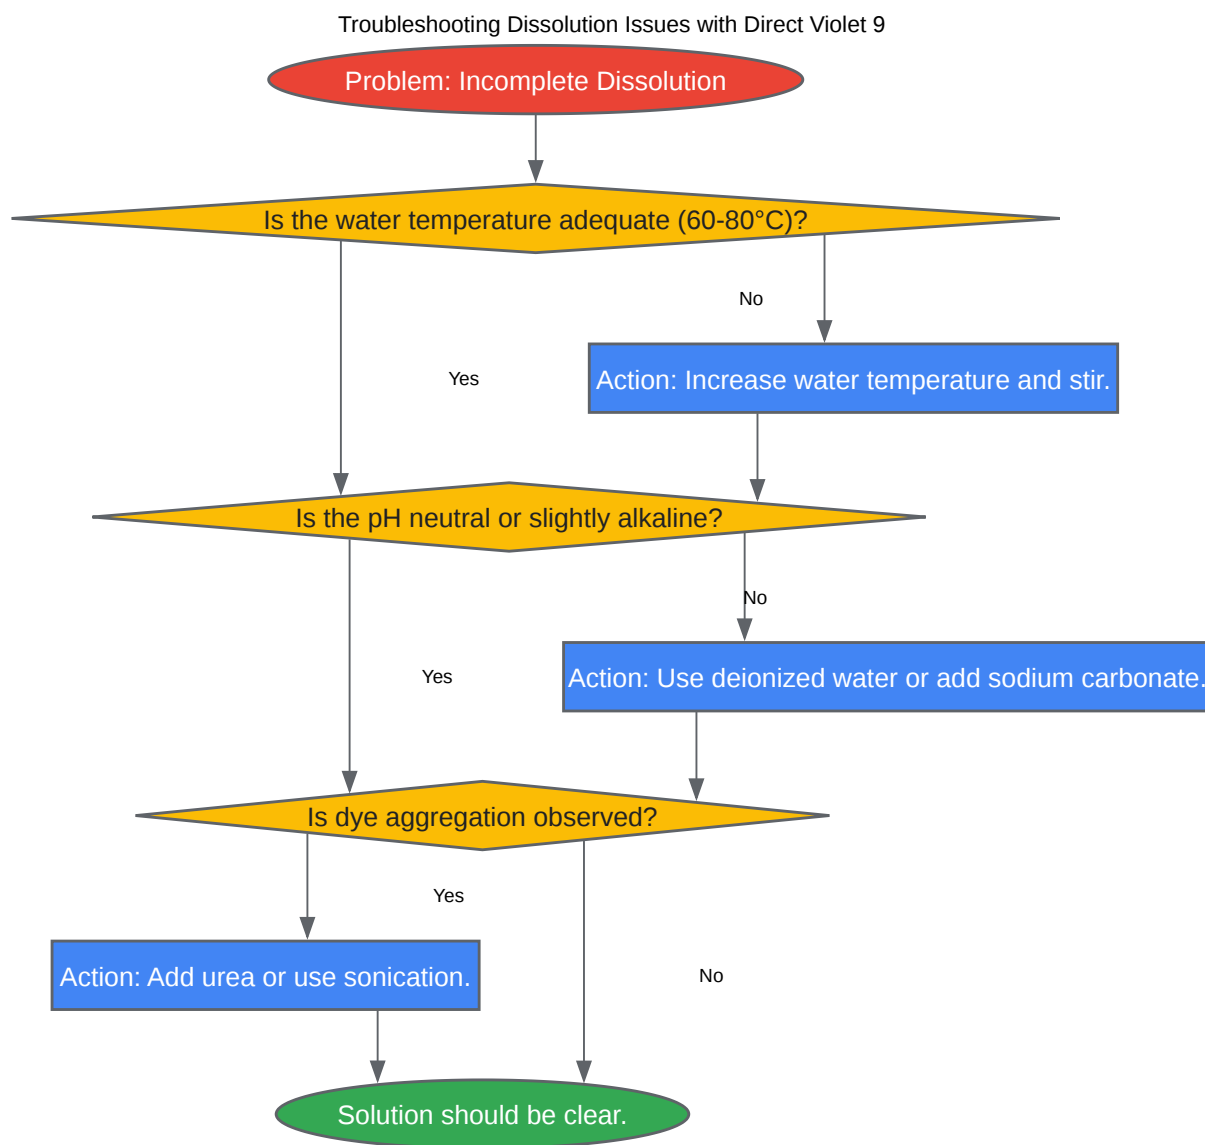 Troubleshooting Dissolution Issues with Direct Violet 9
Problem: Incomplete Dissolution
Is the water temperature adequate (60-80°C)?
No
Yes
Action: Increase water temperature and stir.
Is the pH neutral or slightly alkaline?
No
Yes
Action: Use deionized water or add sodium carbonate.
Is dye aggregation observed?
Yes
No
Action: Add urea or use sonication.
Solution should be clear.